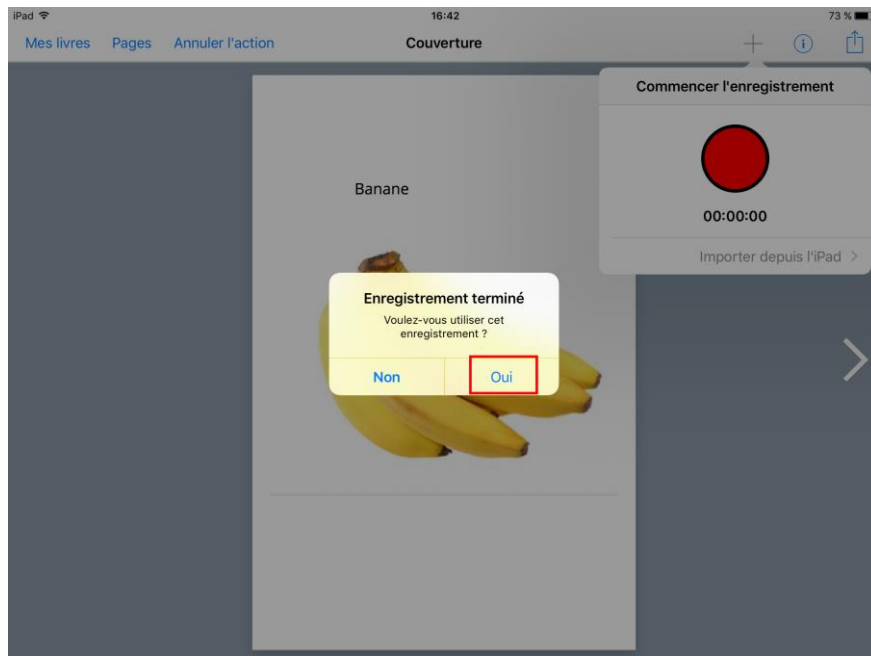 iPad 16:42 73 %
Mes livres Pages Annuler l'action Couverture
Commencer l'enregistrement
00:00:00
Importer depuis l'iPad >
Banane
Enregistrement terminé
Voulez-vous utiliser cet
enregistrement ?
Non Oui